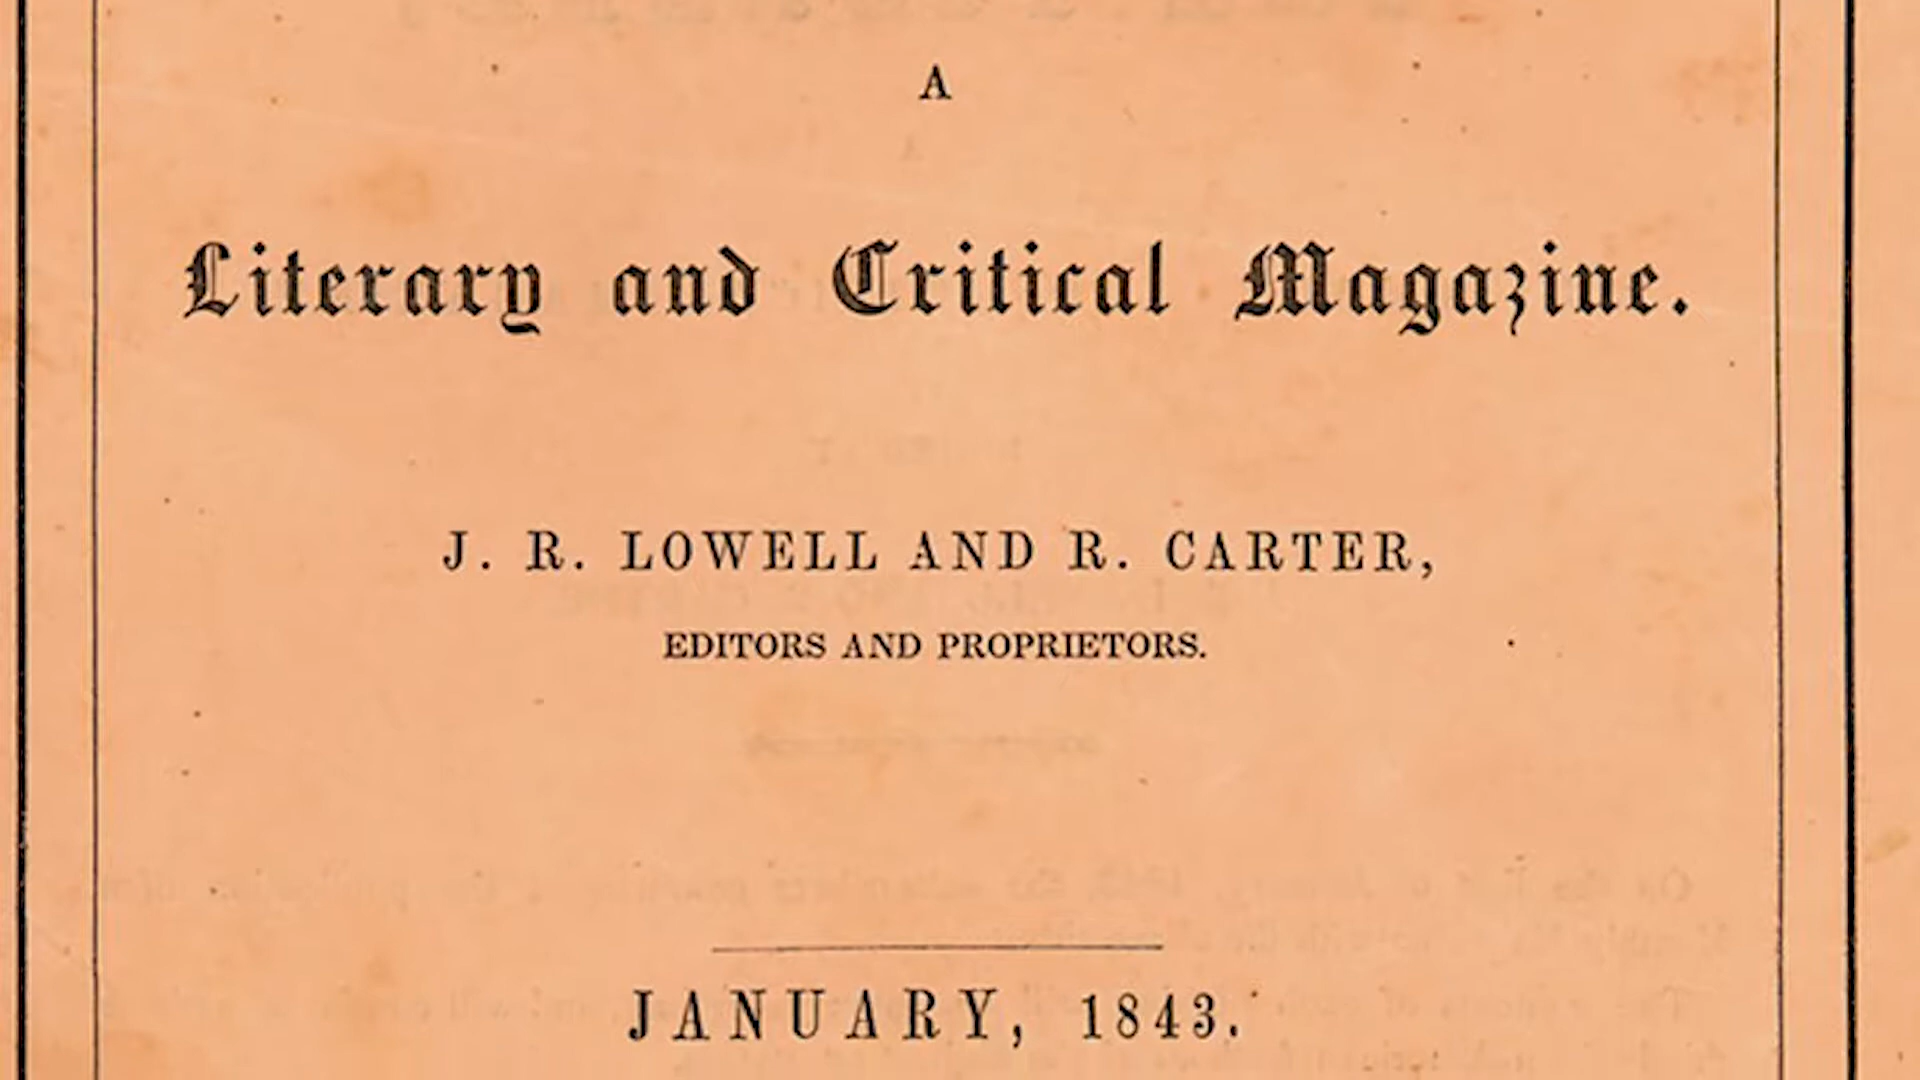 A
Literary and Critical Magazine.
J. R. LOWELL AND R. CARTER,
EDITORS AND PROPRIETORS.
JANUARY, 1843.